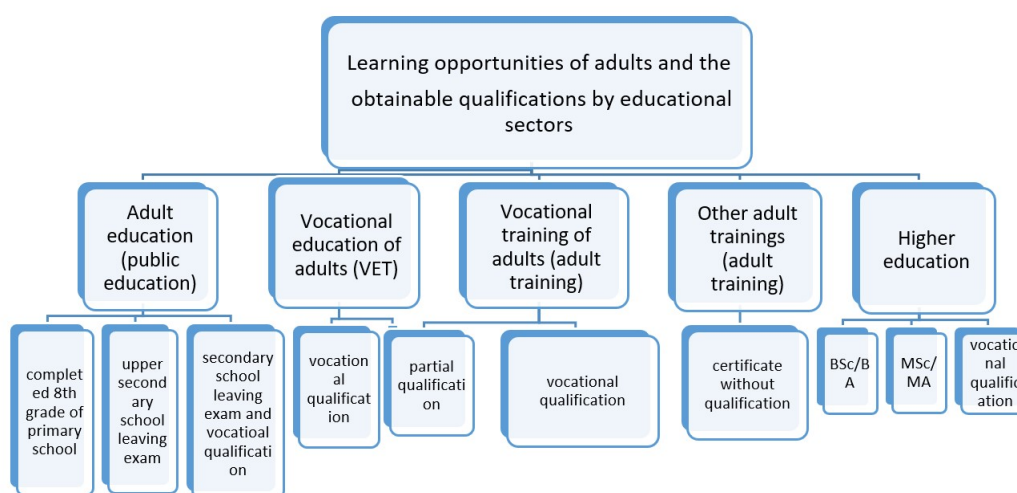 Learning opportunities of adults and the
obtainable qualifications by educational
sectors
Adult
education
(public
education)
Vocational
education of
adults (VET)
Vocational
training of
adults (adult
training)
Other adult
trainings
(adult
training)
Higher
education
complet
ed 8th
grade of
primary
school
upper
second
ary
school
leaving
exam
secondary
school
leaving
exam and
vocatioal
qualificati
on
vocation
al
qualificat
ion
partial
qualificati
on
vocational
qualification
certificate
without
qualification
BSc/B
A
MSc/
MA
vocatio
nal
qualific
ation